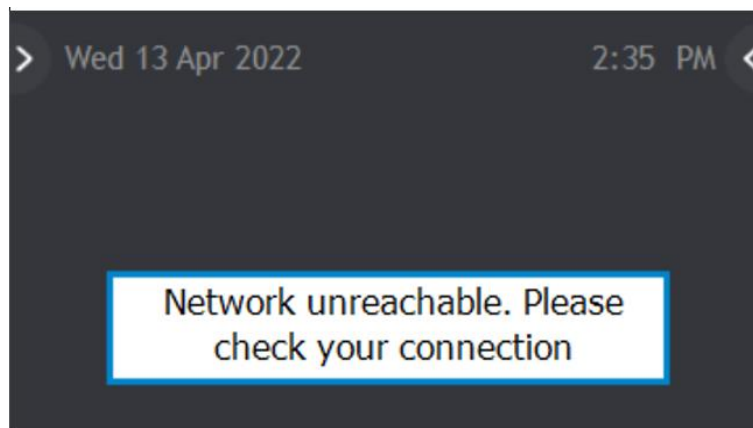 Wed 13 Apr 2022 2:35 PM
Network unreachable. Please
check your connection